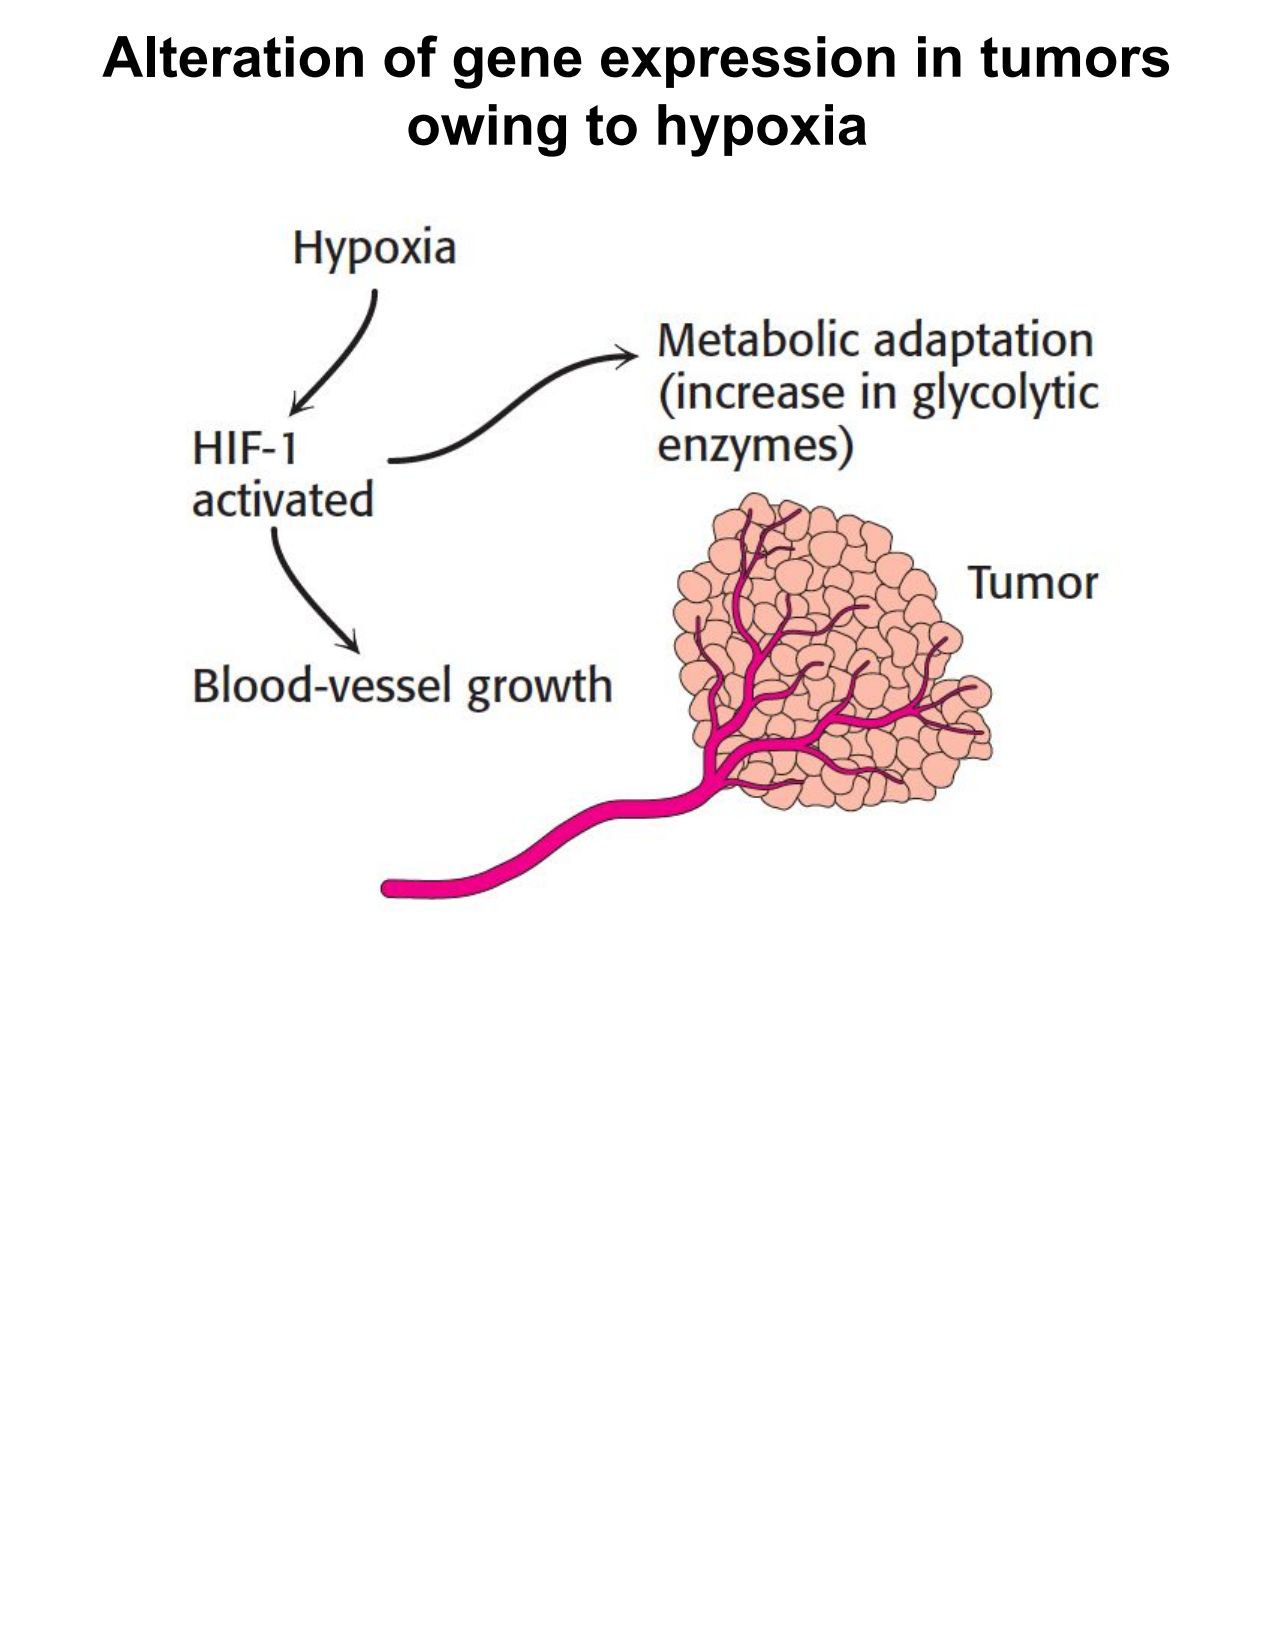 Alteration of gene expression in tumors
owing to hypoxia
Hypoxia
Metabolic adaptation
(increase in glycolytic
enzymes)
HIF-1
activated
Tumor
Blood-vessel growth